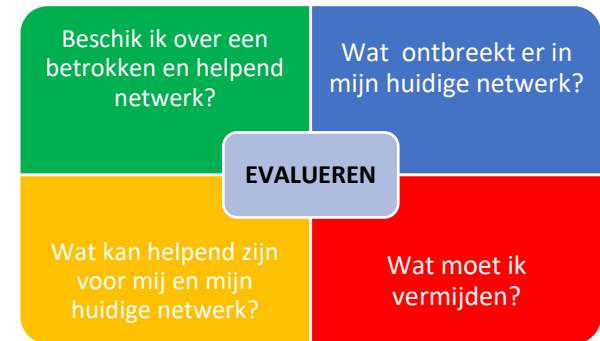 Beschik ik over een
betrokken en helpend
netwerk?
Wat  ontbreekt er in
mijn huidige netwerk?
EVALUEREN
Wat kan helpend zijn
voor mij en mijn
huidige netwerk?
Wat moet ik
vermijden?